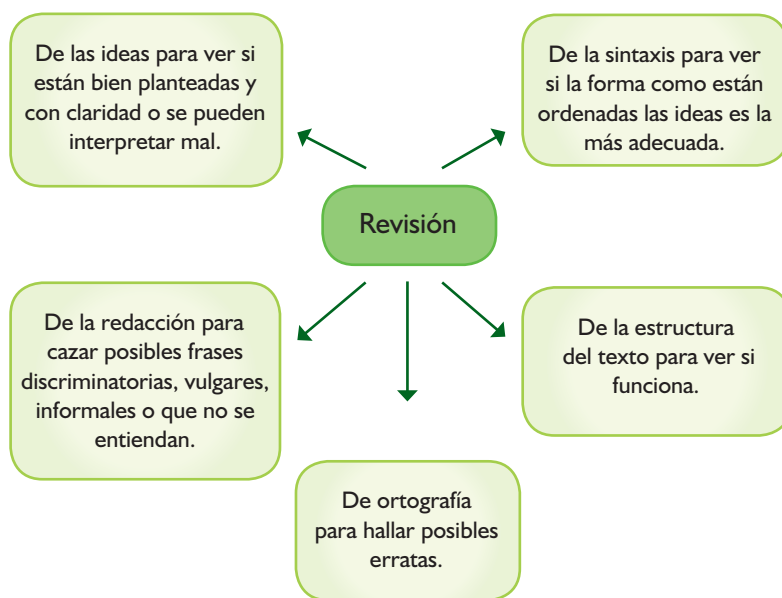 De las ideas para ver si
están bien planteadas y
con claridad o se pueden
interpretar mal.
De la sintaxis para ver
si la forma como están
ordenadas las ideas es la
más adecuada.
Revisión
De la redacción para
cazar posibles frases
discriminatorias, vulgares,
informales o que no se
entiendan.
De la estructura
del texto para ver si
funciona.
De ortografía
para hallar posibles
erratas.